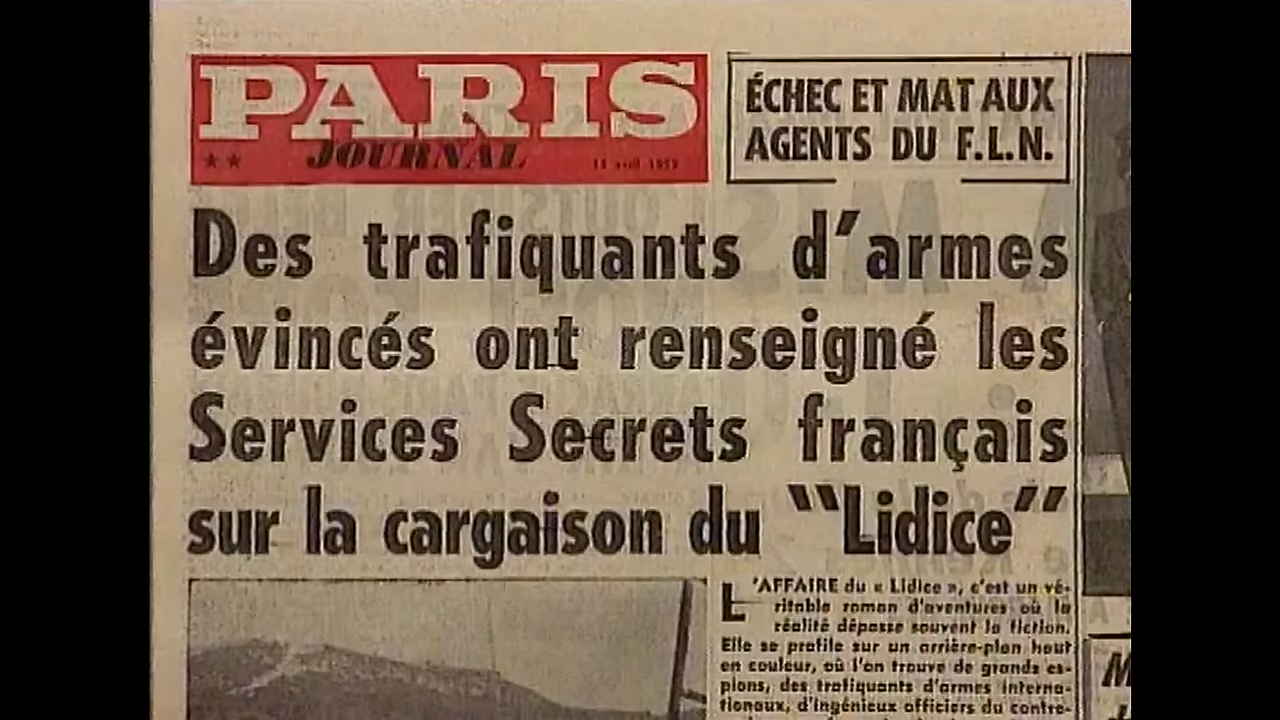 PARIS
JOURNAL
ÉCHEC ET MAT AUX
AGENTS DU F.L.N.
Des trafiquants d'armes
évincés ont renseigné les
Services Secrets français
sur la cargaison du "Lidice"
L'AFFAIRE du « Lidice », c'est un vé-
ritable roman d'aventures où la
réalité dépasse souvent la fiction.
Elle se profile sur un arrière-plan haut
en couleur, où l'on trouve de grands es-
pions, des trafiquants d'armes interna-
tionaux, d'ingénieux officiers du contre-